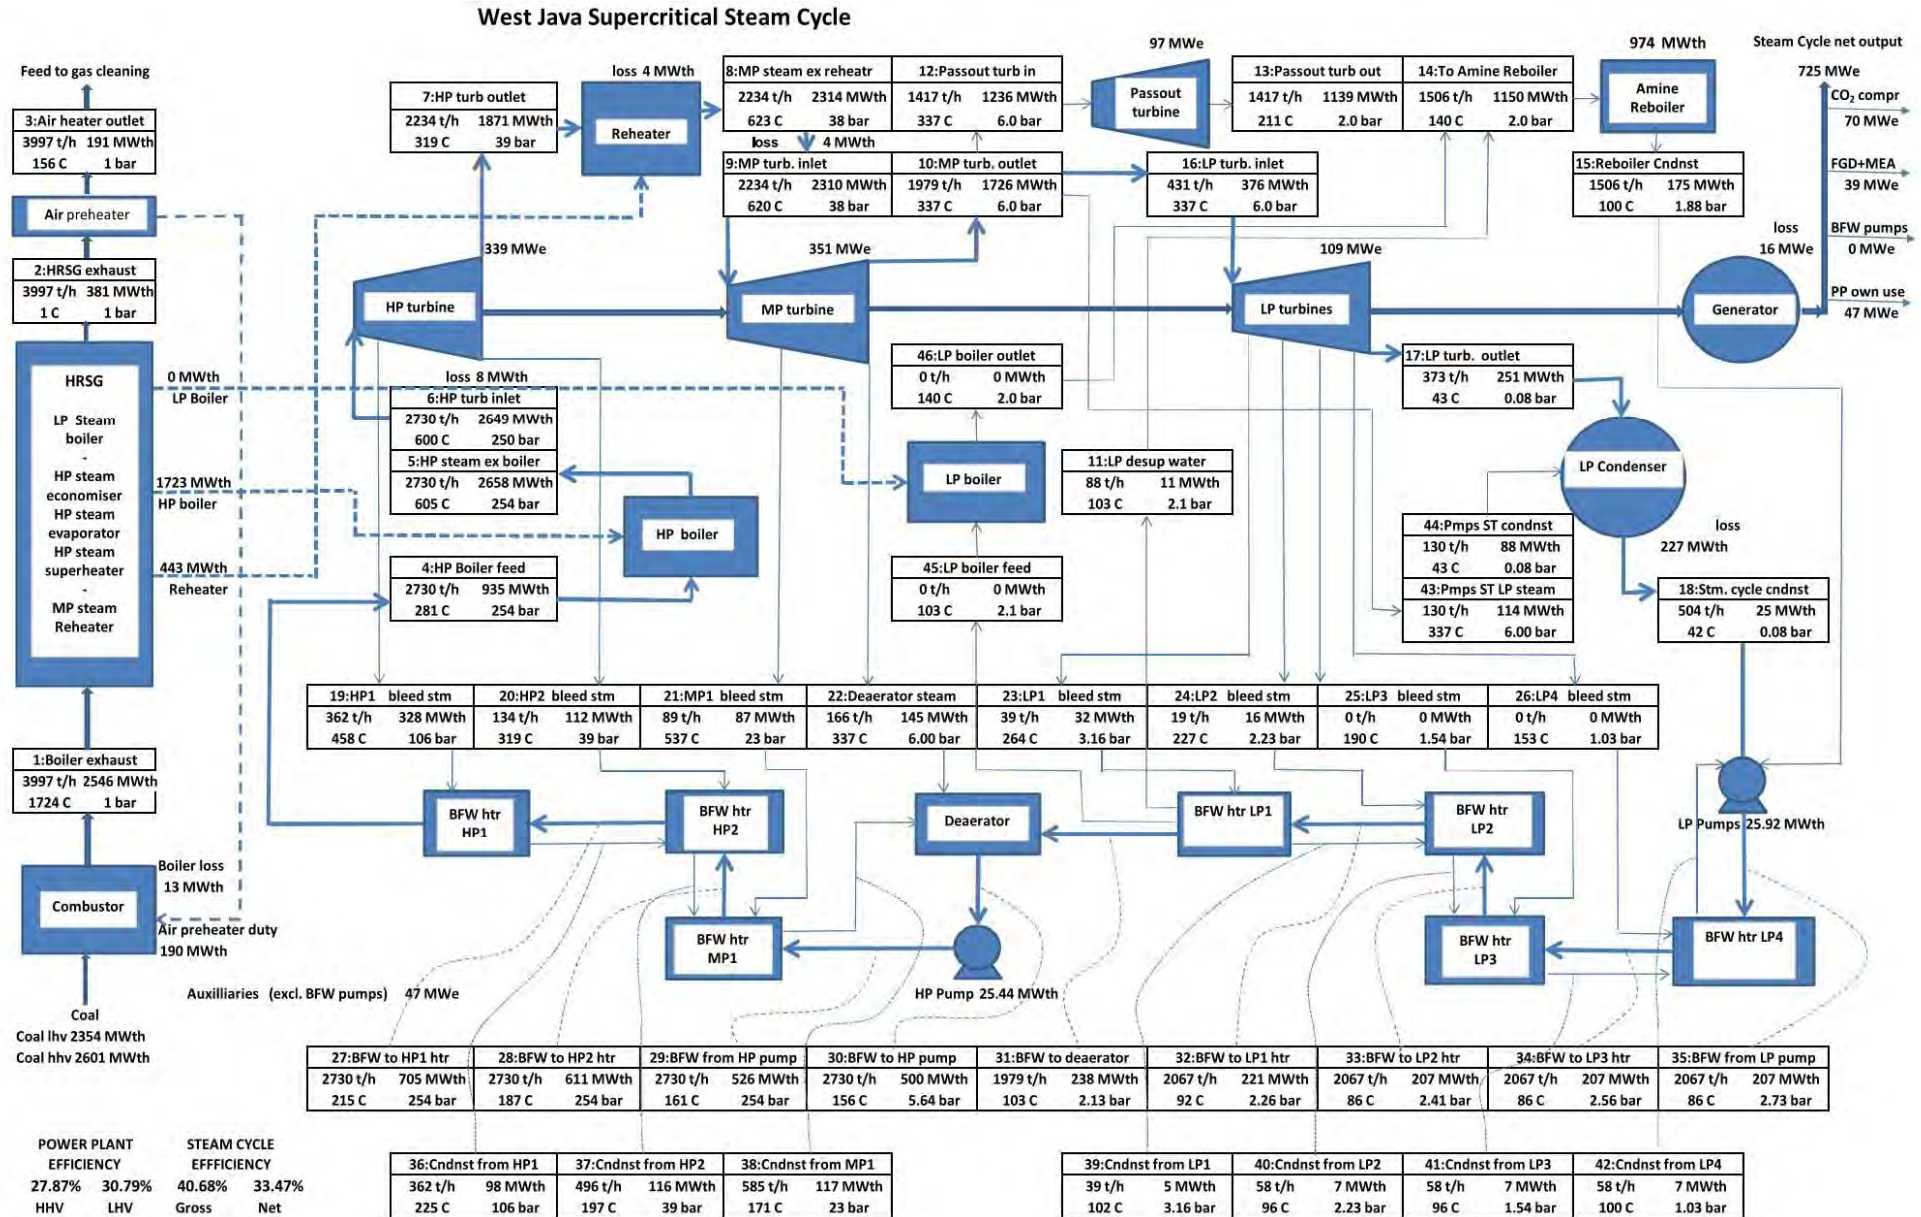 West Java Supercritical Steam Cycle
Feed to gas cleaning
3:Air heater outlet
3997 t/h 191 MWth
156 C 1 bar
Air preheater
2:HRSG exhaust
3997 t/h 381 MWth
1 C 1 bar
HRSG
LP Steam
boiler
-
HP steam
economiser
HP steam
evaporator
HP steam
superheater
-
MP steam
Reheater
0 MWth
LP Boiler
1723 MWth
HP boiler
443 MWth
Reheater
1:Boiler exhaust
3997 t/h 2546 MWth
1724 C 1 bar
Combustor
Boiler loss
13 MWth
Air preheater duty
190 MWth
Coal
Coal lhv 2354 MWth
Coal hhv 2601 MWth
Auxilliaries (excl. BFW pumps) 47 MWe
7:HP turb outlet
2234 t/h 1871 MWth
319 C 39 bar
loss 4 MWth
Reheater
8:MP steam ex reheatr
2234 t/h 2314 MWth
623 C 38 bar
loss 4 MWth
9:MP turb. inlet
2234 t/h 2310 MWth
620 C 38 bar
12:Passout turb in
1417 t/h 1236 MWth
337 C 6.0 bar
10:MP turb. outlet
1979 t/h 1726 MWth
337 C 6.0 bar
97 MWe
Passout
turbine
13:Passout turb out
1417 t/h 1139 MWth
211 C 2.0 bar
14:To Amine Reboiler
1506 t/h 1150 MWth
140 C 2.0 bar
974 MWth
Amine
Reboiler
15:Reboiler Cndnst
1506 t/h 175 MWth
100 C 1.88 bar
16:LP turb. inlet
431 t/h 376 MWth
337 C 6.0 bar
Steam Cycle net output
725 MWe
CO2 compr
70 MWe
FGD+MEA
39 MWe
BFW pumps
0 MWe
PP own use
47 MWe
loss
16 MWe
Generator
339 MWe
HP turbine
351 MWe
MP turbine
109 MWe
LP turbines
loss 8 MWth
6:HP turb inlet
2730 t/h 2649 MWth
600 C 250 bar
5:HP steam ex boiler
2730 t/h 2658 MWth
605 C 254 bar
HP boiler
4:HP Boiler feed
2730 t/h 935 MWth
281 C 254 bar
46:LP boiler outlet
0 t/h 0 MWth
140 C 2.0 bar
LP boiler
45:LP boiler feed
0 t/h 0 MWth
103 C 2.1 bar
11:LP desup water
88 t/h 11 MWth
103 C 2.1 bar
17:LP turb. outlet
373 t/h 251 MWth
43 C 0.08 bar
LP Condenser
loss
227 MWth
44:Pmps ST condnst
130 t/h 88 MWth
43 C 0.08 bar
43:Pmps ST LP steam
130 t/h 114 MWth
337 C 6.00 bar
18:Stm. cycle cndnst
504 t/h 25 MWth
42 C 0.08 bar
19:HP1 bleed stm
362 t/h 328 MWth
458 C 106 bar
20:HP2 bleed stm
134 t/h 112 MWth
319 C 39 bar
21:MP1 bleed stm
89 t/h 87 MWth
537 C 23 bar
22:Deaerator steam
166 t/h 145 MWth
337 C 6.00 bar
23:LP1 bleed stm
39 t/h 32 MWth
264 C 3.16 bar
24:LP2 bleed stm
19 t/h 16 MWth
227 C 2.23 bar
25:LP3 bleed stm
0 t/h 0 MWth
190 C 1.54 bar
26:LP4 bleed stm
0 t/h 0 MWth
153 C 1.03 bar
BFW htr
HP1
BFW htr
HP2
Deaerator
BFW htr LP1
BFW htr
LP2
LP Pumps 25.92 MWth
BFW htr
MP1
HP Pump 25.44 MWth
BFW htr
LP3
BFW htr LP4
27:BFW to HP1 htr
2730 t/h 705 MWth
215 C 254 bar
28:BFW to HP2 htr
2730 t/h 611 MWth
187 C 254 bar
29:BFW from HP pump
2730 t/h 526 MWth
161 C 254 bar
30:BFW to HP pump
2730 t/h 500 MWth
156 C 5.64 bar
31:BFW to deaerator
1979 t/h 238 MWth
103 C 2.13 bar
32:BFW to LP1 htr
2067 t/h 221 MWth
92 C 2.26 bar
33:BFW to LP2 htr
2067 t/h 207 MWth
86 C 2.41 bar
34:BFW to LP3 htr
2067 t/h 207 MWth
86 C 2.56 bar
35:BFW from LP pump
2067 t/h 207 MWth
86 C 2.73 bar
POWER PLANT
EFFICIENCY
27.87% 30.79%
HHV LHV
STEAM CYCLE
EFFFICIENCY
40.68% 33.47%
Gross Net
36:Cndnst from HP1
362 t/h 98 MWth
225 C 106 bar
37:Cndnst from HP2
496 t/h 116 MWth
197 C 39 bar
38:Cndnst from MP1
585 t/h 117 MWth
171 C 23 bar
39:Cndnst from LP1
39 t/h 5 MWth
102 C 3.16 bar
40:Cndnst from LP2
58 t/h 7 MWth
96 C 2.23 bar
41:Cndnst from LP3
58 t/h 7 MWth
96 C 1.54 bar
42:Cndnst from LP4
58 t/h 7 MWth
100 C 1.03 bar